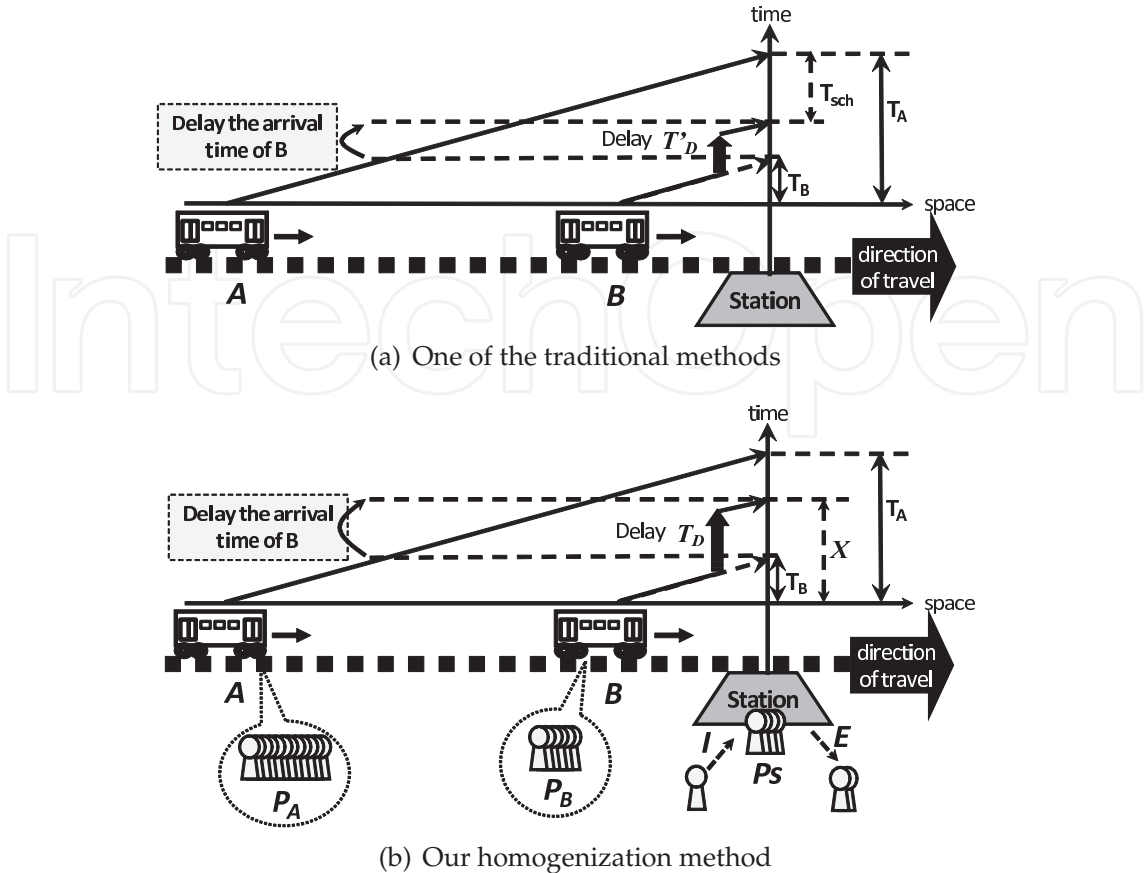 time
Delay the arrival
time of B
Delay T'D
Tsch
TA
TB
space
direction
of travel
A
B
Station
(a) One of the traditional methods
IntechOpen
time
Delay the arrival
time of B
Delay TD
TA
X
TB
space
direction
of travel
A
B
Station
I
E
PA
PB
Ps
(b) Our homogenization method